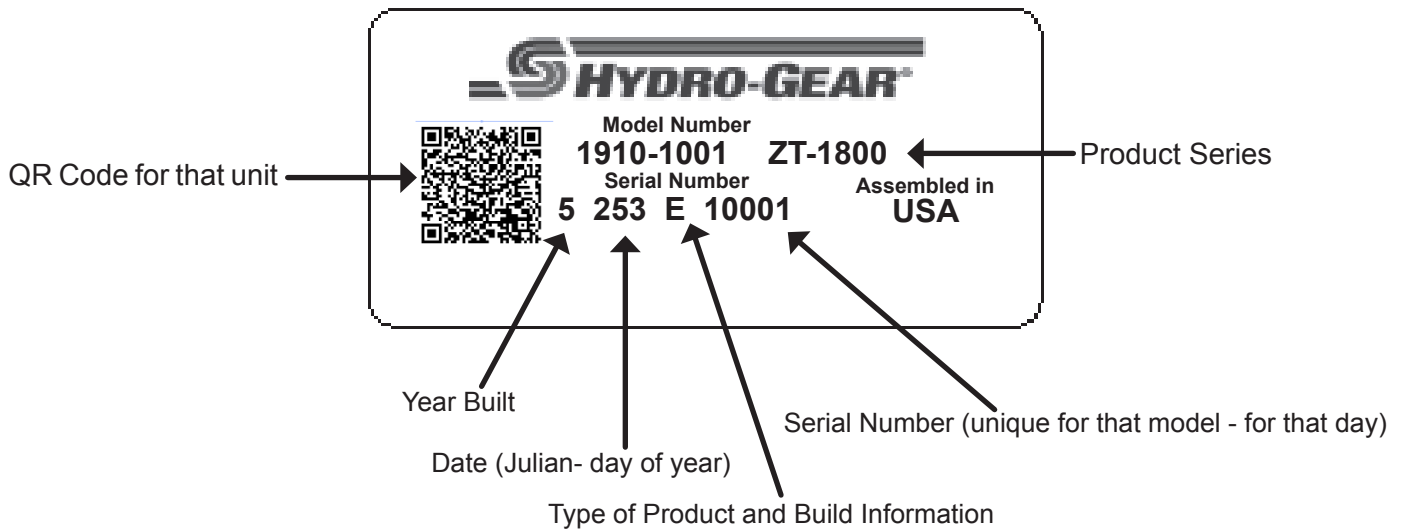 HYDRO-GEAR®
Model Number
1910-1001 ZT-1800
Product Series
QR Code for that unit
Serial Number
Assembled in
5 253 E 10001
USA
Year Built
Serial Number (unique for that model - for that day)
Date (Julian- day of year)
Type of Product and Build Information